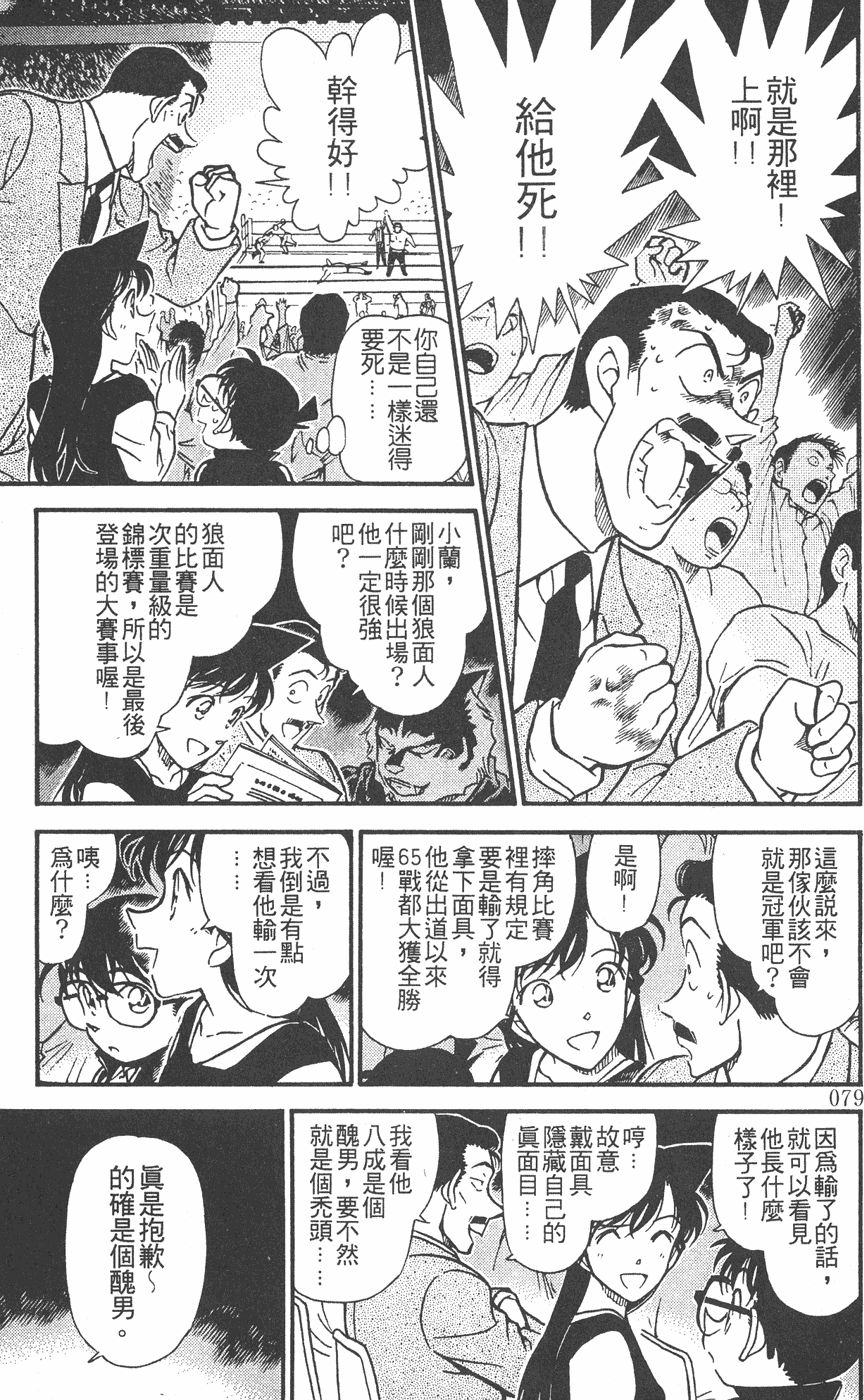 就是那裡！
上啊！！
給他死！！
幹得好！！
你自己還
不是一樣迷得
要死……
小蘭，
剛剛那個狼面人
什麼時候出場？
他一定很強
吧？
狼面人
的比賽是
次重量級的
錦標賽，所以是最後
登場的大賽事喔！
這麼說來，
那傢伙該不會
就是冠軍吧？
是啊！
摔角比賽
裡有規定
要是輸了就得
拿下面具，
他從出道以來
65戰都大獲全勝
喔！
不過，
我倒是有點
想看他輸一次
……
咦…
為什麼？
079
因為輸了的話，
就可以看見
他長什麼
樣子了！
哼…
故意
戴面具
隱藏自己的
真面目……
我看他
八成是個
醜男，要不然
就是個禿頭……
真是抱歉～
的確是個醜男。